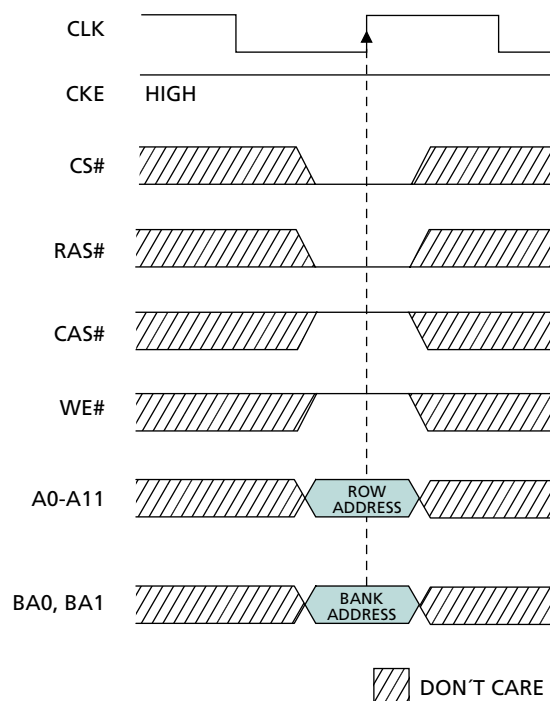 CLK
CKE HIGH
CS#
RAS#
CAS#
WE#
A0-A11
ROW
ADDRESS
BA0, BA1
BANK
ADDRESS
DON´T CARE